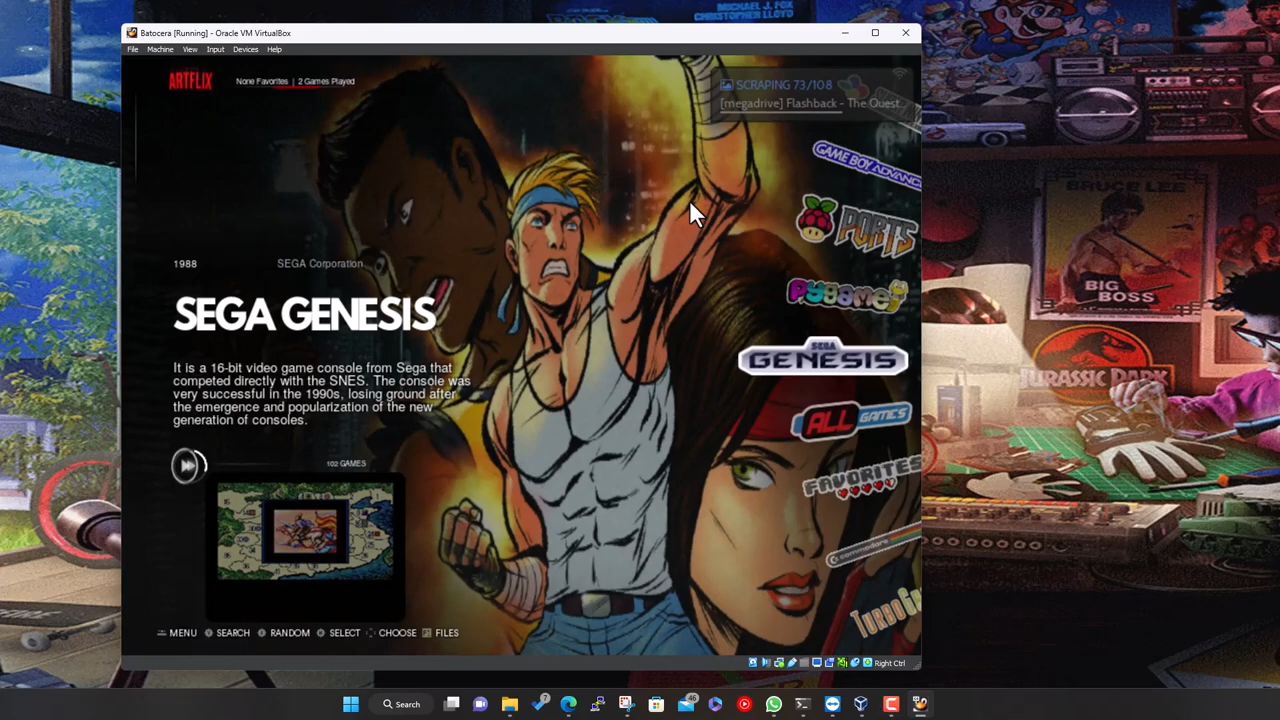 MICHAEL J. FOX
CHRISTOPHER LLOYD
Batocera [Running] - Oracle VM VirtualBox
File Machine View Input Devices Help
ARTFLIX
None Favorites | 2 Games Played
SCRAPING 73/108
[megadrive] Flashback - The Quest
GAME BOY ADVANC
PORTS
pygame
SEGA
GENESIS
ALL GAMES
FAVORITES
commodore
TURBOGR
1988
SEGA Corporation
SEGA GENESIS
It is a 16-bit video game console from Sega that
competed directly with the SNES. The console was
very successful in the 1990s, losing ground after
the emergence and popularization of the new
generation of consoles.
102 GAMES
MENU SEARCH RANDOM SELECT CHOOSE FILES
Right Ctrl
BRUCE LEE
BIG
BOSS
JURASSIC PARK
Search
7
46